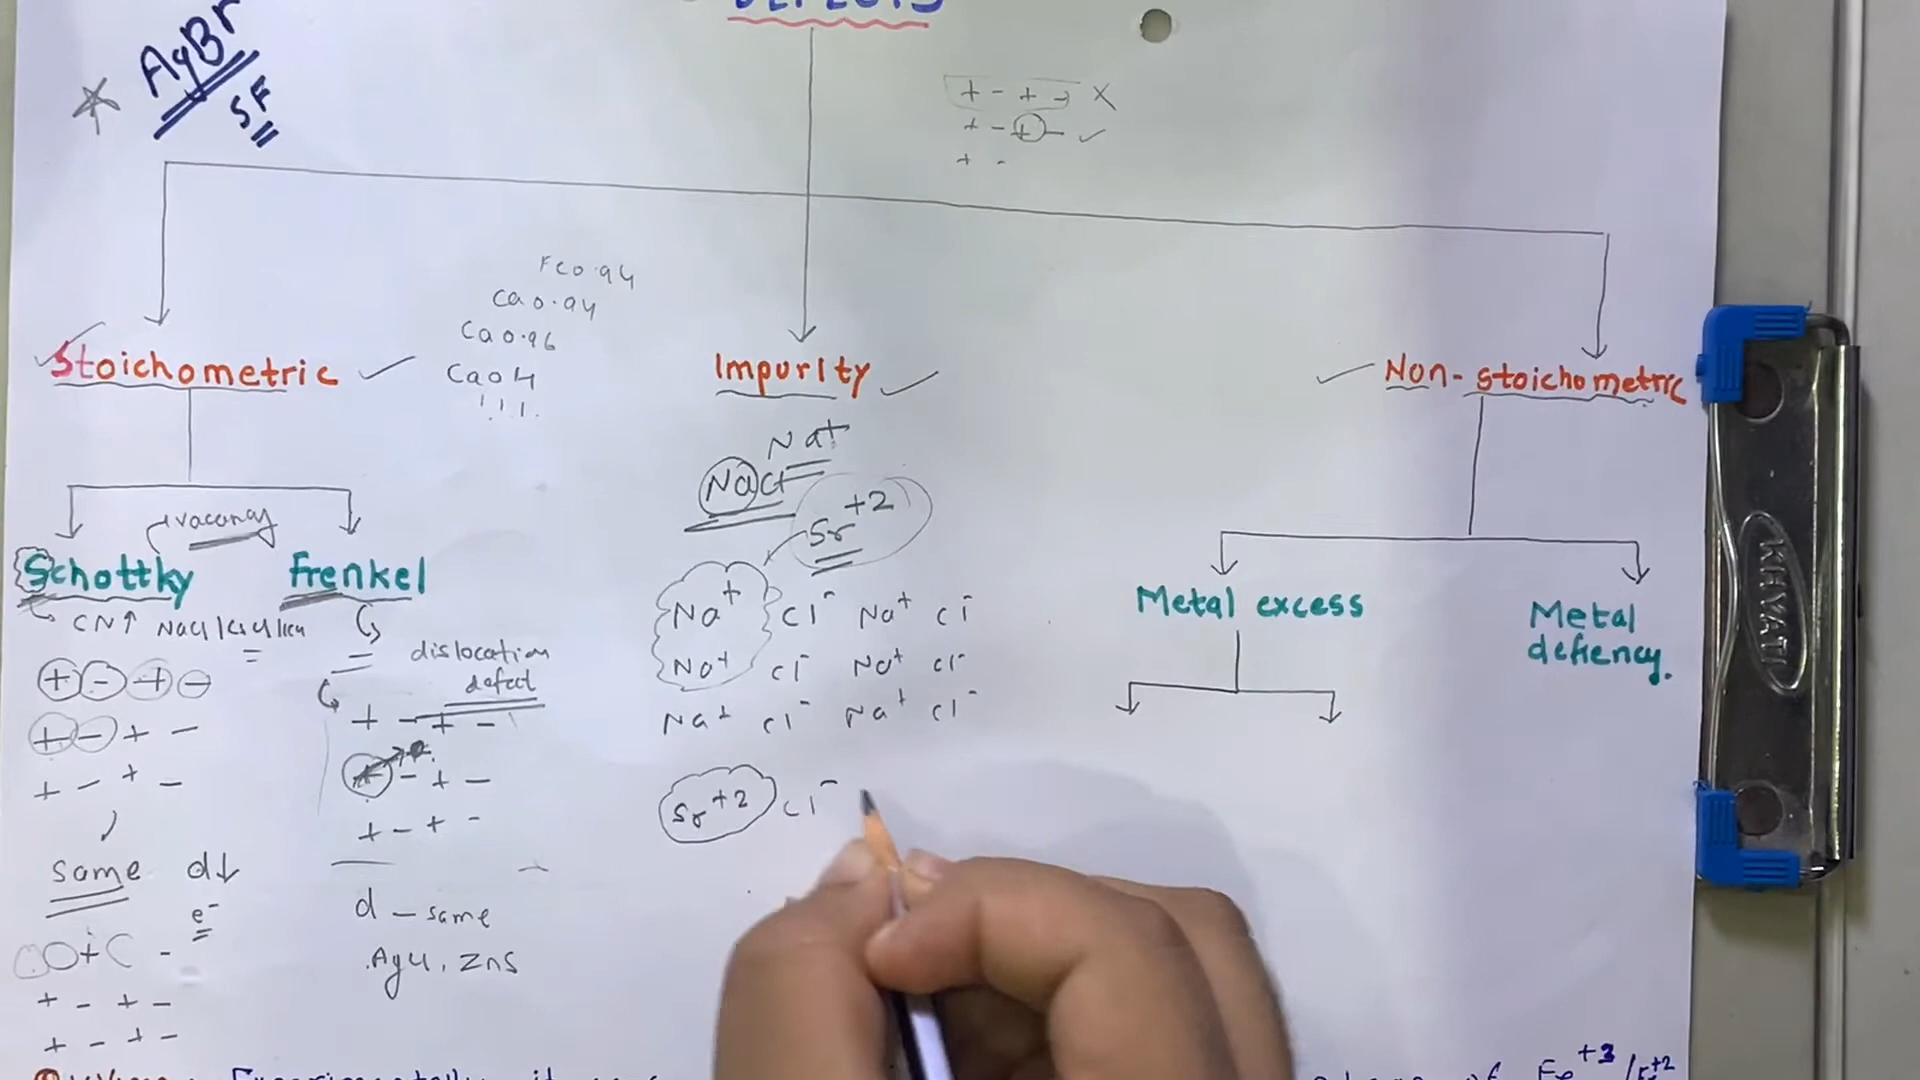 DEFECTS
AgBr
SF
+ - + - X
+ - + - ✓
+ -
Fe0.94
Ca0.94
Ca0.96
Ca04
Stoichometric
Impurity
Non-stoichometric
Na+
NaCl
Sr+2
vacancy
Schottky
Frenkel
CN↑ NaCl
dislocation
defect
+ - + -
+ - + -
+ - + -
+ - + -
+ - + -
+ - + -
same d↓
e-
d - same
AgCl, ZnS
+ -
+ - + -
+ - + -
Na+ Cl- Na+ Cl-
Na+ Cl- Na+ Cl-
Na+ Cl- Na+ Cl-
Sr+2 Cl-
Metal excess
Metal
defiency.
KHYATI
Fe+3/Fe+2